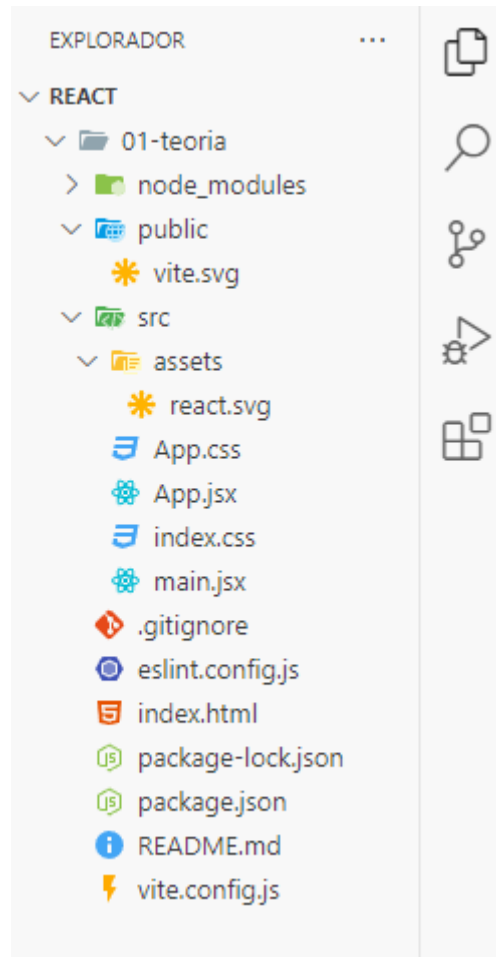 EXPLORADOR ...
REACT
01-teoria
node_modules
public
vite.svg
src
assets
react.svg
App.css
App.jsx
index.css
main.jsx
.gitignore
eslint.config.js
index.html
package-lock.json
package.json
README.md
vite.config.js